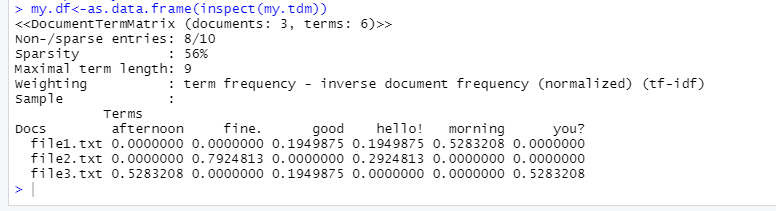 > my.df<-as.data.frame(inspect(my.tdm))
<<DocumentTermMatrix (documents: 3, terms: 6)>>
Non-/sparse entries: 8/10
Sparsity           : 56%
Maximal term length: 9
Weighting          : term frequency - inverse document frequency (normalized) (tf-idf)
Sample             :
           Terms
Docs        afternoon     fine.      good    hello!   morning      you?
  file1.txt 0.0000000 0.0000000 0.1949875 0.1949875 0.5283208 0.0000000
  file2.txt 0.0000000 0.7924813 0.0000000 0.2924813 0.0000000 0.0000000
  file3.txt 0.5283208 0.0000000 0.1949875 0.0000000 0.0000000 0.5283208
>